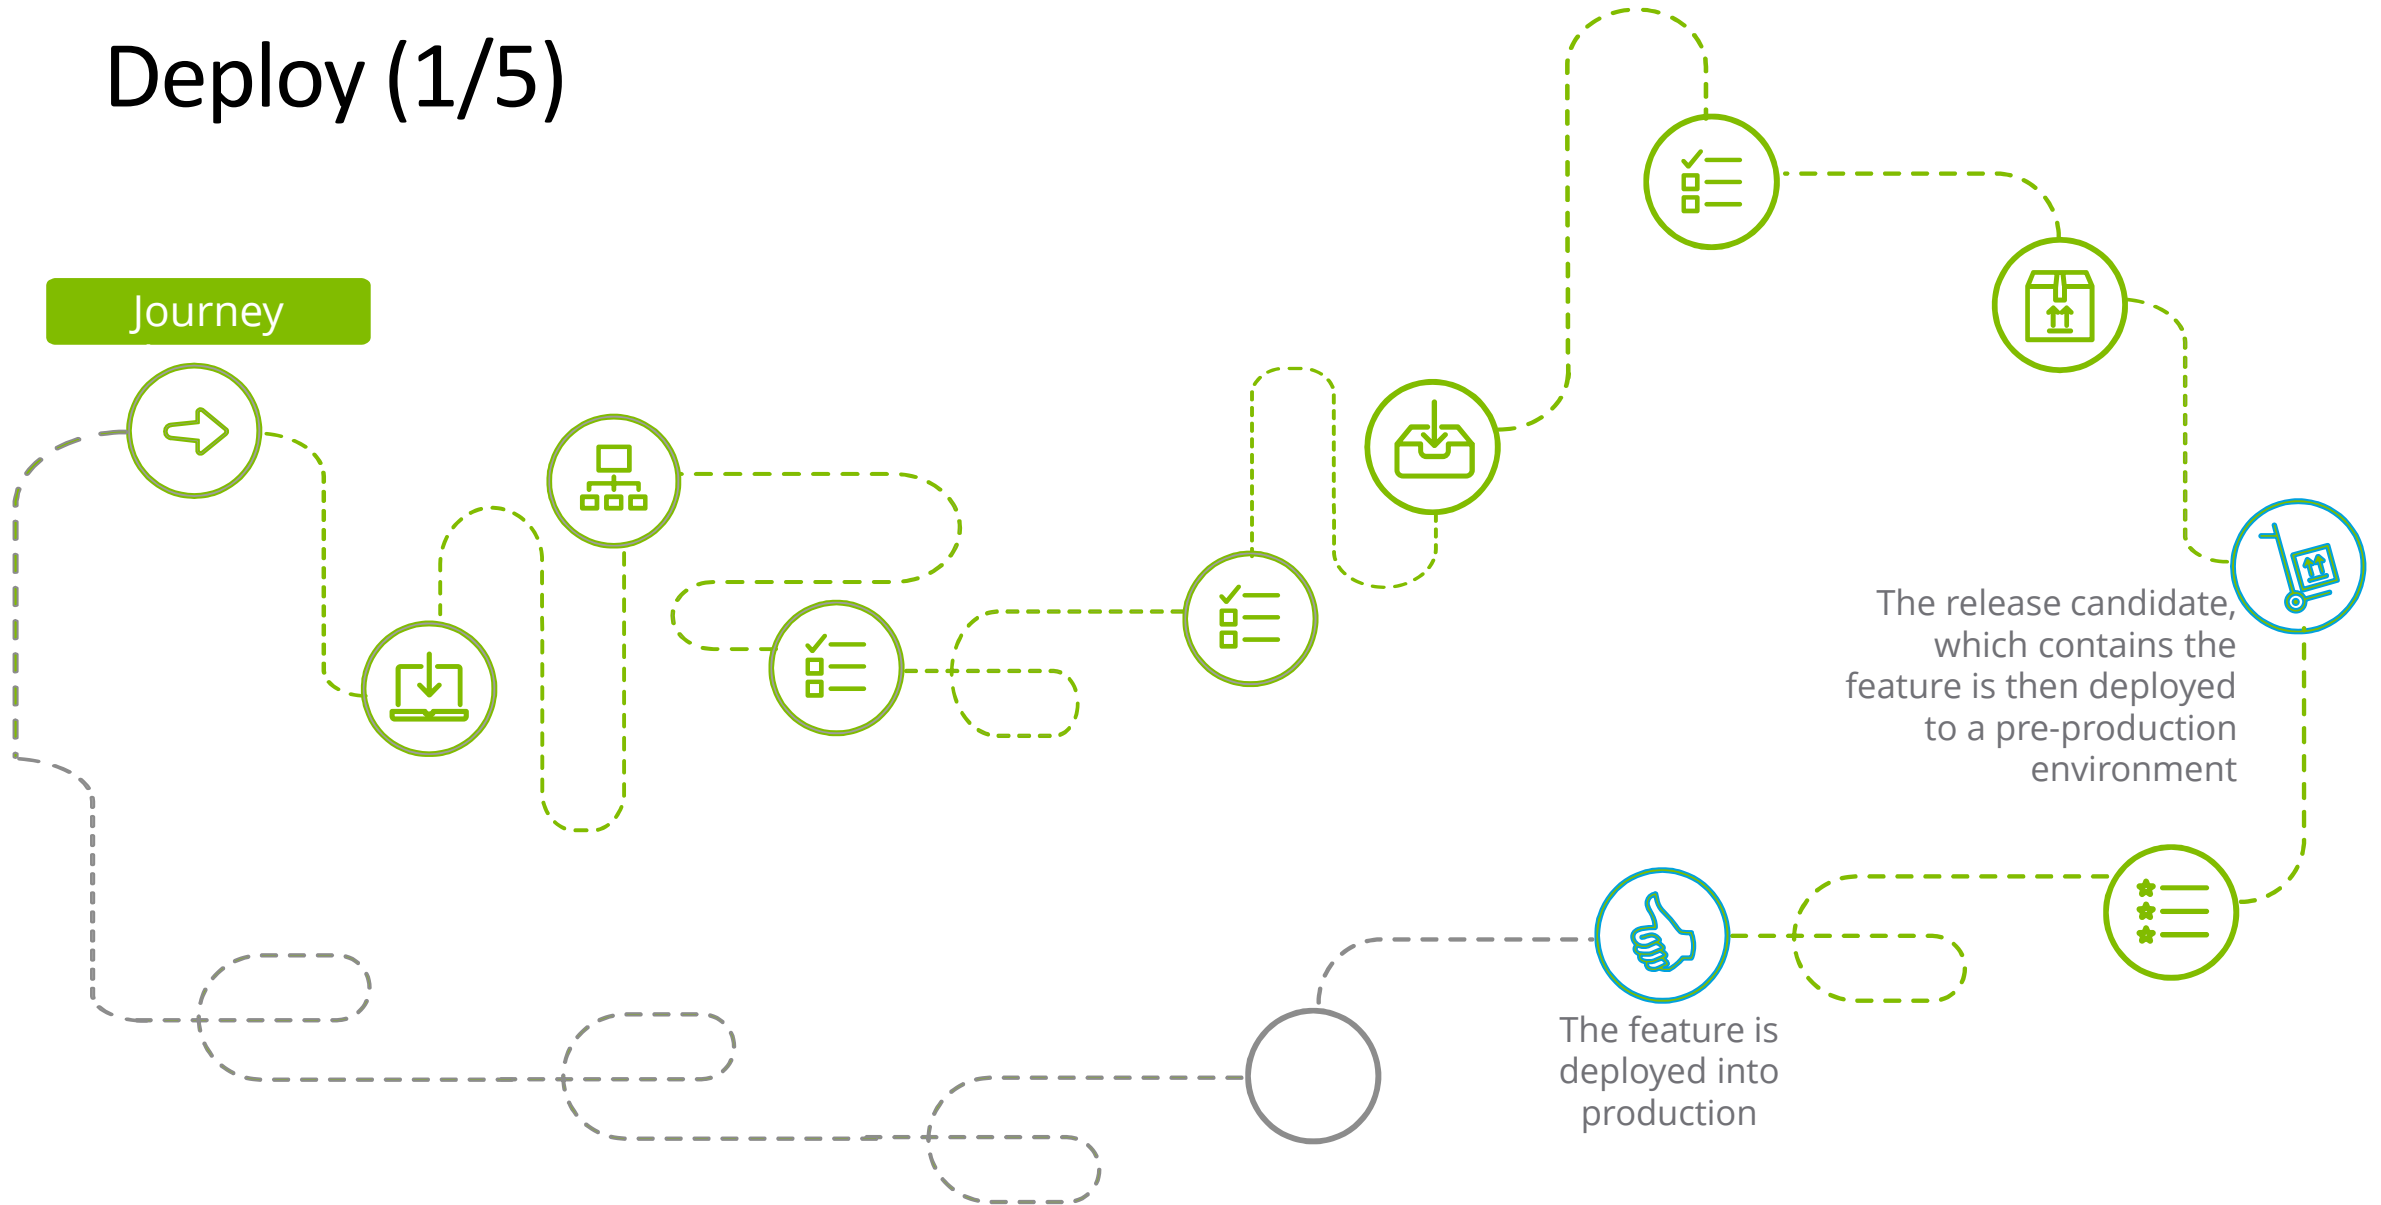 Deploy (1/5)
Journey
The release candidate,
which contains the
feature is then deployed
to a pre-production
environment
The feature is
deployed into
production